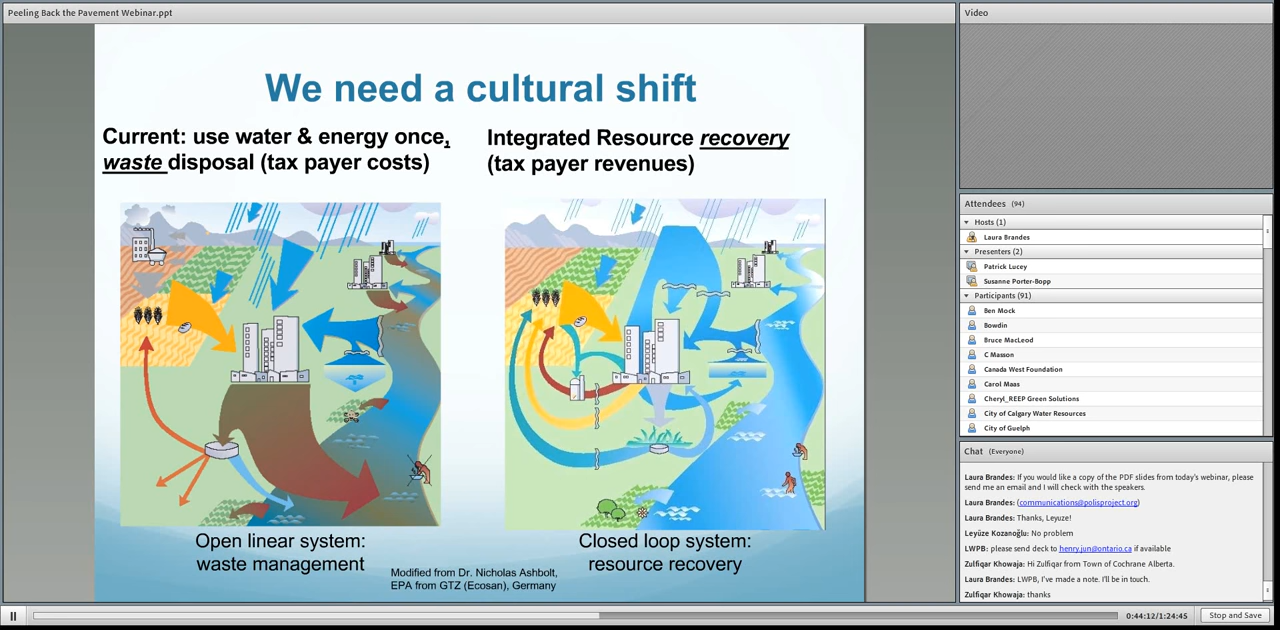 Peeling Back the Pavement Webinar.ppt
We need a cultural shift
Current: use water & energy once,
waste disposal (tax payer costs)
Integrated Resource recovery
(tax payer revenues)
Open linear system:
waste management
Closed loop system:
resource recovery
Modified from Dr. Nicholas Ashbolt,
EPA from GTZ (Ecosan), Germany
Video
Attendees (94)
Hosts (1)
Laura Brandes
Presenters (2)
Patrick Lucey
Susanne Porter-Bopp
Participants (91)
Ben Mock
Bowdin
Bruce MacLeod
C Masson
Canada West Foundation
Carol Maas
Cheryl_REEP Green Solutions
City of Calgary Water Resources
City of Guelph
Chat (Everyone)
Laura Brandes: If you would like a copy of the PDF slides from today's webinar, please
send me an email and I will check with the speakers.
Laura Brandes: (communications@polisproject.org)
Laura Brandes: Thanks, Leyuze!
Leyüze Kozanoğlu: No problem
LWPB: please send deck to henry.jun@ontario.ca if available
Zulfiqar Khowaja: Hi Zulfiqar from Town of Cochrane Alberta.
Laura Brandes: LWPB, I've made a note. I'll be in touch.
Zulfiqar Khowaja: thanks
0:44:12/1:24:45
Stop and Save